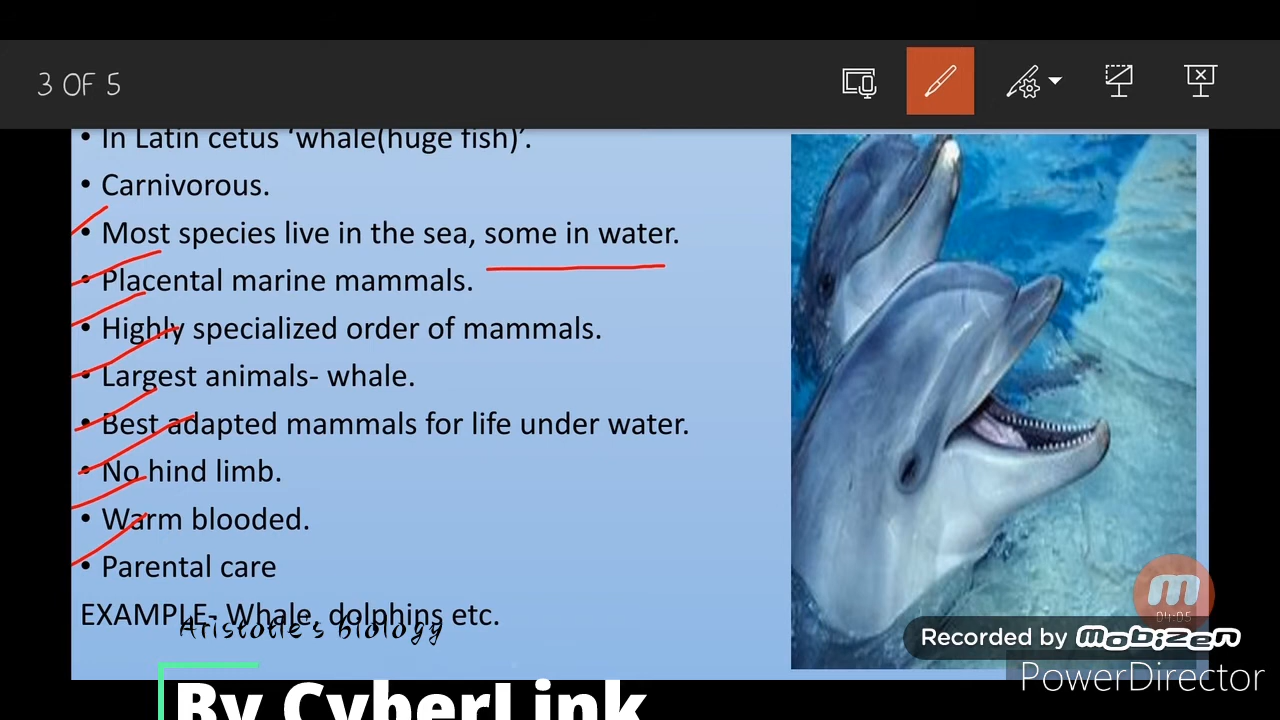 3 OF 5
• In Latin cetus ‘whale(huge fish)’.
• Carnivorous.
• Most species live in the sea, some in water.
• Placental marine mammals.
• Highly specialized order of mammals.
• Largest animals- whale.
• Best adapted mammals for life under water.
• No hind limb.
• Warm blooded.
• Parental care
EXAMPLE- Whale, dolphins etc.
Aristotle's biology
04:05
Recorded by mobizen
PowerDirector
By CyberLink